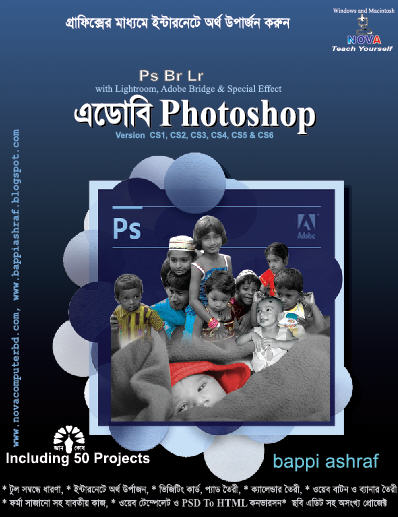 গ্রাফিক্সের মাধ্যমে ইন্টারনেটে অর্থ উপার্জন করুন
Windows and Macintosh
NOVA
Teach Yourself
Ps Br Lr
with Lightroom, Adobe Bridge & Special Effect
এডোবি Photoshop
Version CS1, CS2, CS3, CS4, CS5 & CS6
www.novacomputerbd.com, www.bappiashraf.blogspot.com
Ps
Adobe
Including 50 Projects
bappi ashraf
* টুল সম্বন্ধে ধারণা, * ইন্টারনেটে অর্থ উর্পাজন, * ভিজিটিং কার্ড, প্যাড তৈরী, * ক্যালেন্ডার তৈরী, * ওয়েব বাটন ও ব্যানার তৈরী
* ফর্মা সাজানো সহ যাবতীয় কাজ, * ওয়েব টেম্পলেট ও PSD To HTML কনভারসন* ছবি এডিট সহ অসংখ্য প্রোজেক্ট